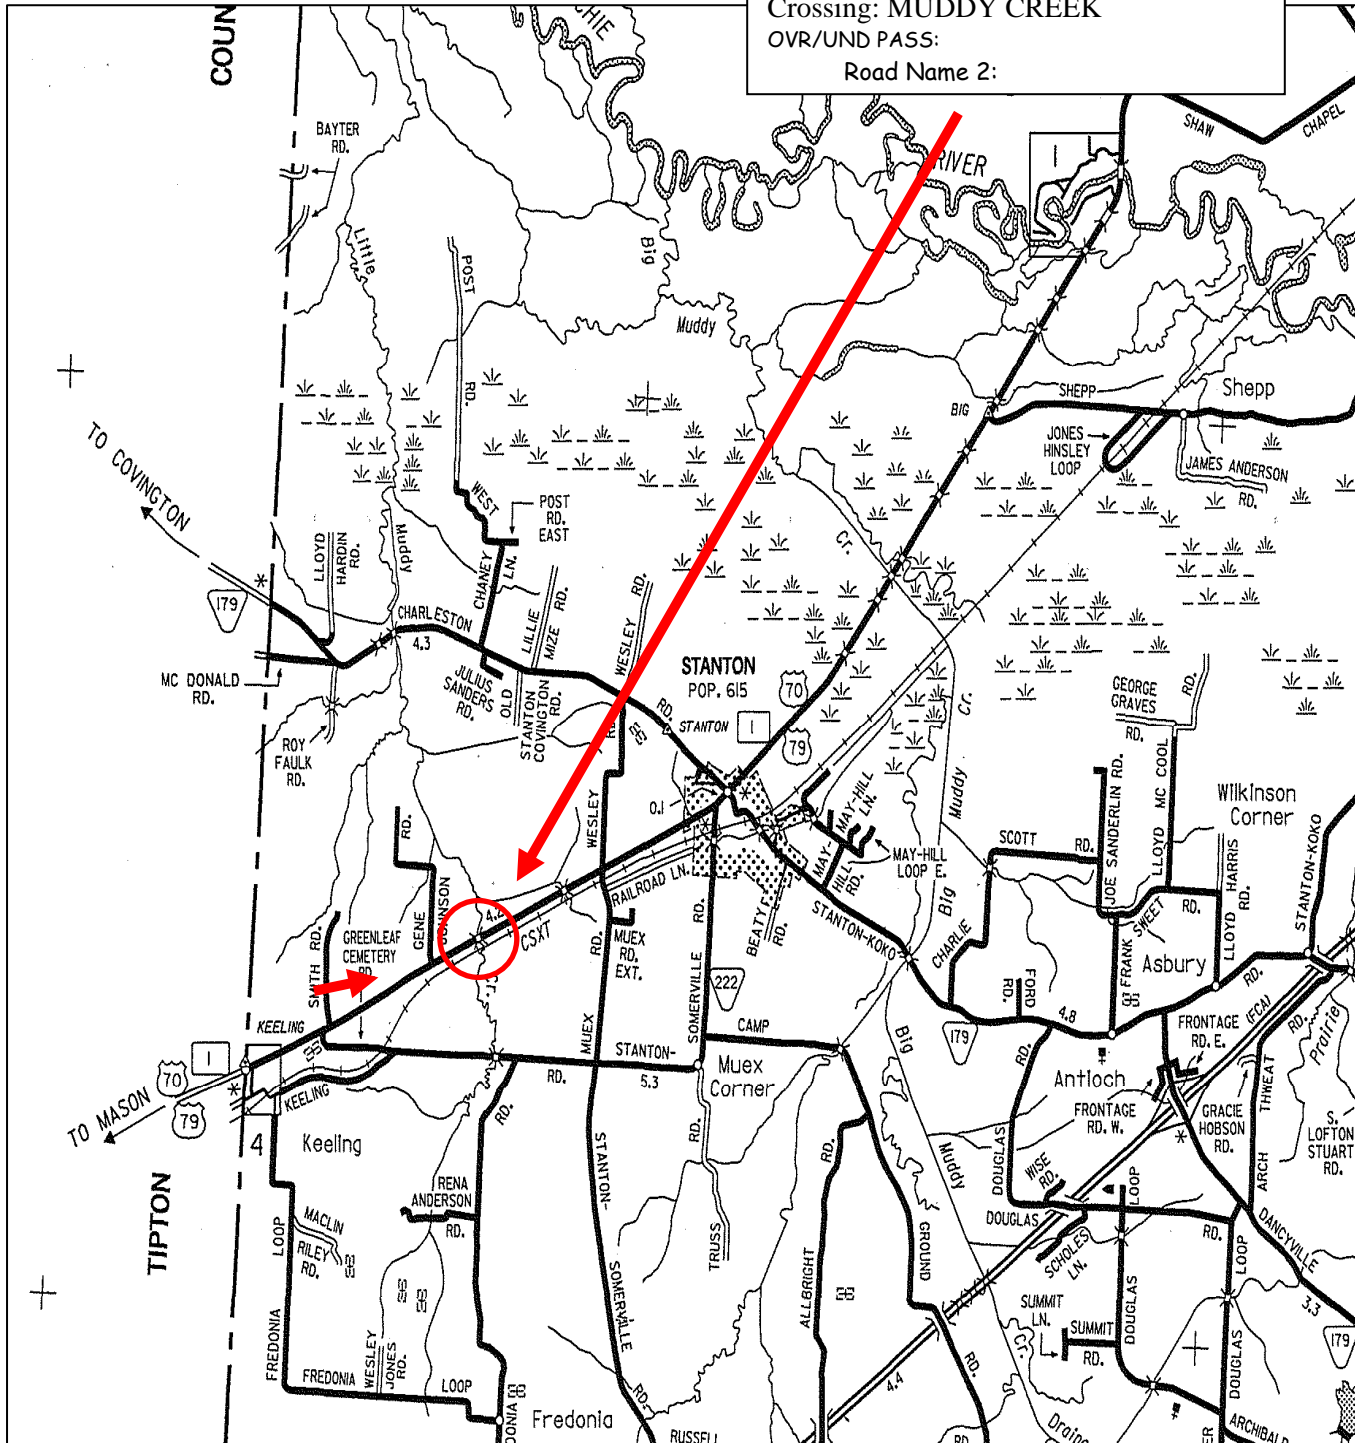 Crossing: MUDDY CREEK
OVR/UND PASS:
Road Name 2:
COUN
CHIE
RIVER
SHAW
CHAPEL
BAYTER
RD.
Little
Big
Muddy
POST
RD.
SHEPP
Shepp
BIG
JONES
HINSLEY
LOOP
JAMES ANDERSON
RD.
TO COVINGTON
WEST
POST
RD.
EAST
Muddy
LLOYD
HARDIN
RD.
CHANEY
LN.
Cr.
179
CHARLESTON
4.3
LILLIE
MIZE
RD.
WESLEY
RD.
STANTON
POP. 615
70
1
79
MC DONALD
RD.
JULIUS
SANDERS
RD.
OLD
STANTON
COVINGTON
RD.
RD.
RD.
STANTON
GEORGE
GRAVES
RD.
RD.
ROY
FAULK
RD.
Cr.
Muddy
Big
0.1
WESLEY
MAY-HILL
LN.
MAY-
HILL
RD.
MAY-HILL
LOOP E.
SCOTT
RD.
JOE SANDERLIN RD.
LLOYD
MC COOL
Wilkinson
Corner
HARRIS
RD.
LLOYD
STANTON-KOKO
RD.
GENE
JOHNSON
RAILROAD LN.
4.2
CSXT
MUEX
RD.
EXT.
RD.
RD.
BEATY
RD.
STANTON-KOKO
CHARLIE
SWEET
RD.
FRANK
Asbury
SMITH
RD.
GREENLEAF
CEMETERY
RD.
Cr.
SOMERVILLE
222
FORD
RD.
4.8
RD.
179
FRONTAGE
RD. E.
(FCA)
RD.
Prairie
KEELING
1
70
79
TO MASON
KEELING
MUEX
STANTON-
RD.
5.3
CAMP
Muex
Corner
Big
RD.
Antioch
FRONTAGE
RD. W.
GRACIE
HOBSON
RD.
THWEAT
ARCH
S.
LOFTON
STUART
RD.
4
Keeling
RD.
STANTON-
RD.
RD.
Muddy
DOUGLAS
WISE
RD.
LOOP
TIPTON
RENA
ANDERSON
RD.
MACLIN
RILEY
RD.
LOOP
TRUSS
GROUND
DOUGLAS
RD.
SCHOLES
LN.
DANCYVILLE
LOOP
3.3
SOMERVILLE
ALLBRIGHT
SUMMIT
LN.
SUMMIT
RD.
DOUGLAS
Cr.
179
FREDONIA
WESLEY
JONES
RD.
FREDONIA
LOOP
RD.
4.4
RD.
DOUGLAS
Fredonia
RUSSELL
RD.
ARCHIBALD